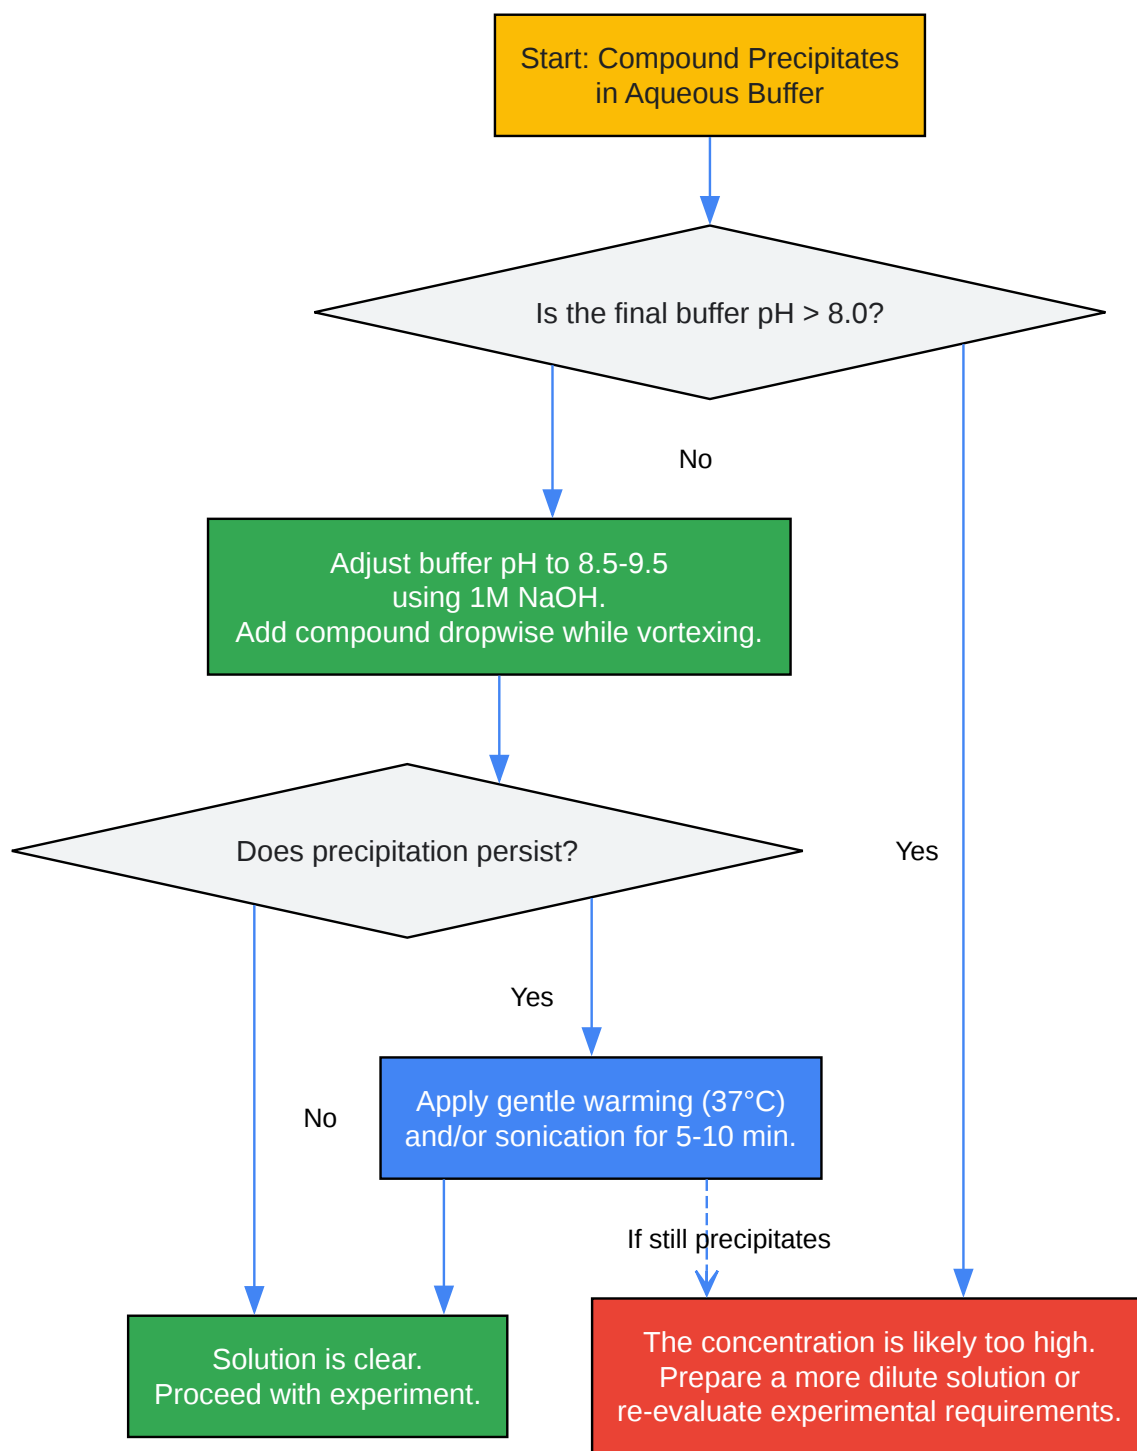 Start: Compound Precipitates
in Aqueous Buffer
Is the final buffer pH > 8.0?
No
Adjust buffer pH to 8.5-9.5
using 1M NaOH.
Add compound dropwise while vortexing.
Does precipitation persist?
Yes
Yes
Apply gentle warming (37°C)
and/or sonication for 5-10 min.
No
If still precipitates
Solution is clear.
Proceed with experiment.
The concentration is likely too high.
Prepare a more dilute solution or
re-evaluate experimental requirements.